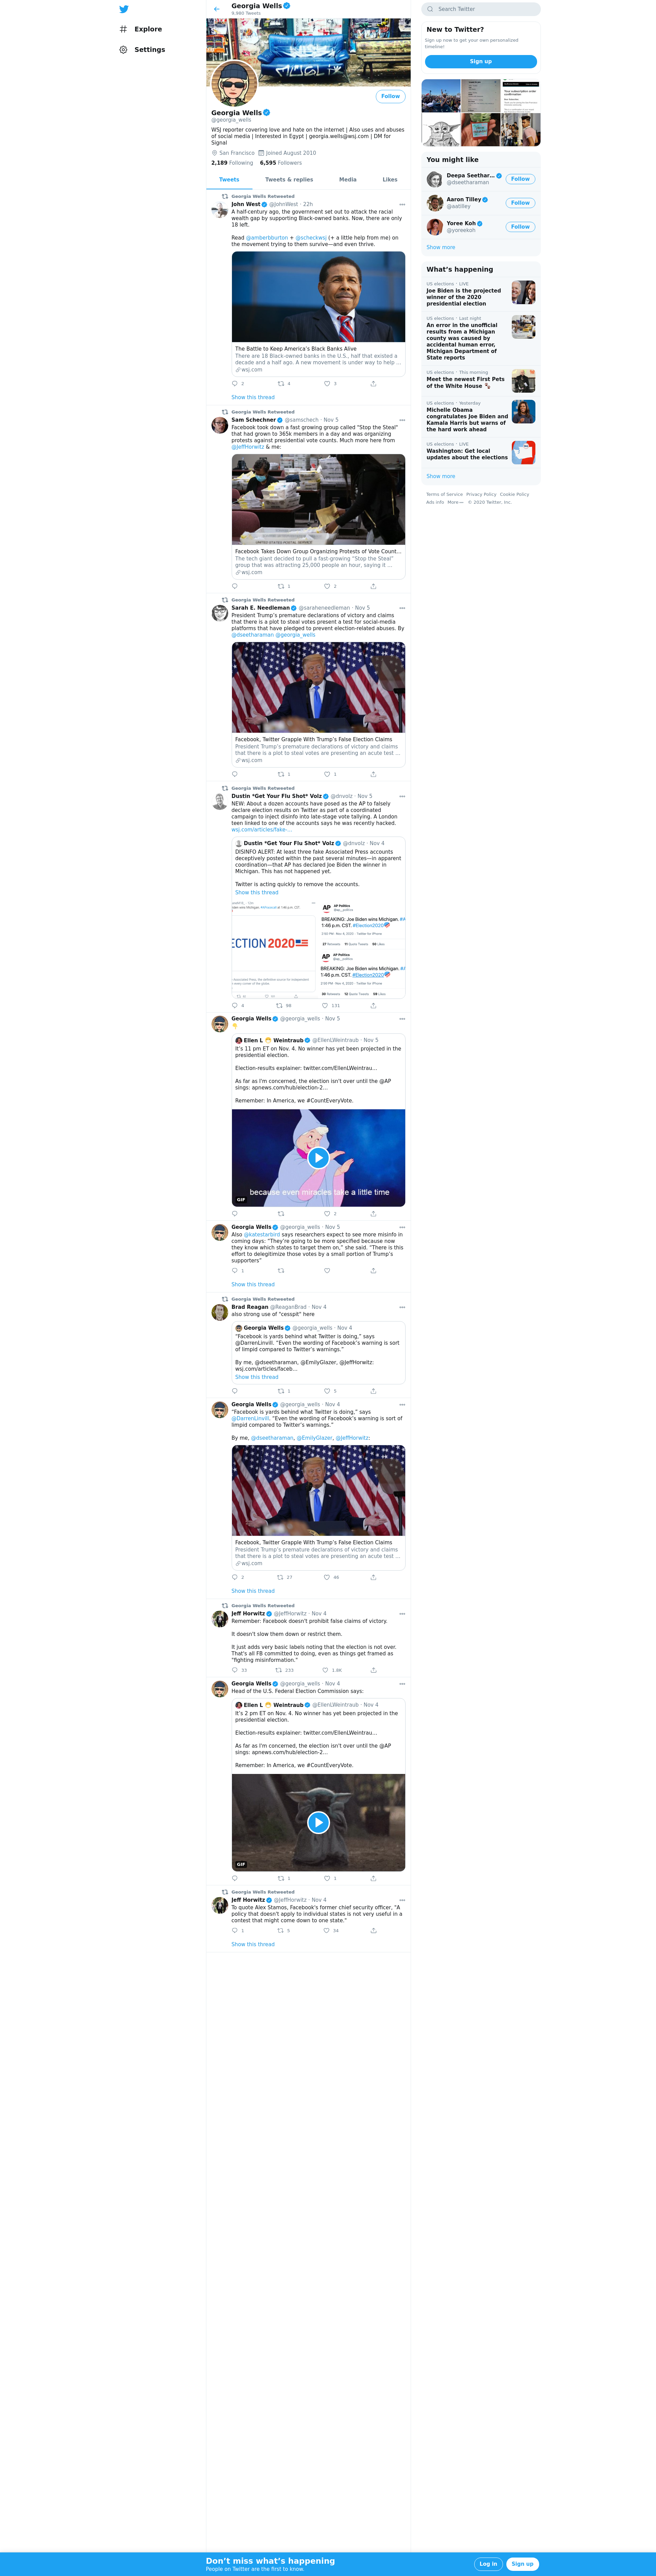 Explore
Settings
Georgia Wells
9,980 Tweets
Follow
Georgia Wells
@georgia_wells
WSJ reporter covering love and hate on the internet | Also uses and abuses
of social media | Interested in Egypt | georgia.wells@wsj.com | DM for
Signal
San Francisco Joined August 2010
2,189 Following 6,595 Followers
Tweets Tweets & replies Media Likes
Georgia Wells Retweeted
John West @JohnWest · 22h
A half-century ago, the government set out to attack the racial
wealth gap by supporting Black-owned banks. Now, there are only
18 left.
Read @amberbburton + @scheckwsj (+ a little help from me) on
the movement trying to them survive—and even thrive.
The Battle to Keep America's Black Banks Alive
There are 18 Black-owned banks in the U.S., half that existed a
decade and a half ago. A new movement is under way to help ...
wsj.com
2 4 3
Show this thread
Georgia Wells Retweeted
Sam Schechner @samschech · Nov 5
Facebook took down a fast growing group called "Stop the Steal"
that had grown to 365k members in a day and was organizing
protests against presidential vote counts. Much more here from
@JeffHorwitz & me:
Facebook Takes Down Group Organizing Protests of Vote Count...
The tech giant decided to pull a fast-growing "Stop the Steal"
group that was attracting 25,000 people an hour, saying it ...
wsj.com
1 2
Georgia Wells Retweeted
Sarah E. Needleman @saraheneedleman · Nov 5
President Trump's premature declarations of victory and claims
that there is a plot to steal votes present a test for social-media
platforms that have pledged to prevent election-related abuses. By
@dseetharaman @georgia_wells
Facebook, Twitter Grapple With Trump's False Election Claims
President Trump's premature declarations of victory and claims
that there is a plot to steal votes are presenting an acute test ...
wsj.com
1 1
Georgia Wells Retweeted
Dustin *Get Your Flu Shot* Volz @dnvolz · Nov 5
NEW: About a dozen accounts have posed as the AP to falsely
declare election results on Twitter as part of a coordinated
campaign to inject disinfo into late-stage vote tallying. A London
teen linked to one of the accounts says he was recently hacked.
wsj.com/articles/fake-...
Dustin *Get Your Flu Shot* Volz @dnvolz · Nov 4
DISINFO ALERT: At least three fake Associated Press accounts
deceptively posted within the past several minutes—in apparent
coordination—that AP has declared Joe Biden the winner in
Michigan. This has not happened yet.
Twitter is acting quickly to remove the accounts.
Show this thread
ECTION 2020
AP Politics
BREAKING: Joe Biden wins Michigan.
1:46 p.m. CST. #Election2020
AP Politics
BREAKING: Joe Biden wins Michigan.
1:46 p.m. CST. #Election2020
4 98 131
Georgia Wells @georgia_wells · Nov 5
Ellen L Weintraub @EllenLWeintraub · Nov 5
It's 11 pm ET on Nov. 4. No winner has yet been projected in the
presidential election.
Election-results explainer: twitter.com/EllenLWeintrau...
As far as I'm concerned, the election isn't over until the @AP
sings: apnews.com/hub/election-2...
Remember: In America, we #CountEveryVote.
because even miracles take a little time
GIF
2
Georgia Wells @georgia_wells · Nov 5
Also @katestarbird says researchers expect to see more misinfo in
coming days: "They're going to be more specified because now
they know which states to target them on," she said. "There is this
effort to delegitimize those votes by a small portion of Trump's
supporters"
1
Show this thread
Georgia Wells Retweeted
Brad Reagan @ReaganBrad · Nov 4
also strong use of "cesspit" here
Georgia Wells @georgia_wells · Nov 4
"Facebook is yards behind what Twitter is doing," says
@DarrenLinvill. "Even the wording of Facebook's warning is sort
of limpid compared to Twitter's warnings."
By me, @dseetharaman, @EmilyGlazer, @JeffHorwitz:
wsj.com/articles/faceb...
Show this thread
1 5
Georgia Wells @georgia_wells · Nov 4
"Facebook is yards behind what Twitter is doing," says
@DarrenLinvill. "Even the wording of Facebook's warning is sort of
limpid compared to Twitter's warnings."
By me, @dseetharaman, @EmilyGlazer, @JeffHorwitz:
Facebook, Twitter Grapple With Trump's False Election Claims
President Trump's premature declarations of victory and claims
that there is a plot to steal votes are presenting an acute test ...
wsj.com
2 27 46
Show this thread
Georgia Wells Retweeted
Jeff Horwitz @JeffHorwitz · Nov 4
Remember: Facebook doesn't prohibit false claims of victory.
It doesn't slow them down or restrict them.
It just adds very basic labels noting that the election is not over.
That's all FB committed to doing, even as things get framed as
"fighting misinformation."
33 233 1.0K
Georgia Wells @georgia_wells · Nov 4
Head of the U.S. Federal Election Commission says:
Ellen L Weintraub @EllenLWeintraub · Nov 4
It's 2 pm ET on Nov. 4. No winner has yet been projected in the
presidential election.
Election-results explainer: twitter.com/EllenLWeintrau...
As far as I'm concerned, the election isn't over until the @AP
sings: apnews.com/hub/election-2...
Remember: In America, we #CountEveryVote.
GIF
1 1
Georgia Wells Retweeted
Jeff Horwitz @JeffHorwitz · Nov 4
To quote Alex Stamos, Facebook's former chief security officer, "A
policy that doesn't apply to individual states is not very useful in a
contest that might come down to one state."
1 5 54
Show this thread
Search Twitter
New to Twitter?
Sign up now to get your own personalized
timeline!
Sign up
You might like
Deepa Seethar...
@dseetharaman
Follow
Aaron Tilley
@aatilley
Follow
Yoree Koh
@yoreekoh
Follow
Show more
What's happening
US elections · LIVE
Joe Biden is the projected
winner of the 2020
presidential election
US elections · Last night
An error in the unofficial
results from a Michigan
county was caused by
accidental human error,
Michigan Department of
State reports
US elections · This morning
Meet the newest First Pets
of the White House
US elections · Yesterday
Michelle Obama
congratulates Joe Biden and
Kamala Harris but warns of
the hard work ahead
US elections · LIVE
Washington: Get local
updates about the elections
Show more
Terms of Service Privacy Policy Cookie Policy
Ads info More © 2020 Twitter, Inc.
Don't miss what's happening
People on Twitter are the first to know.
Log in Sign up